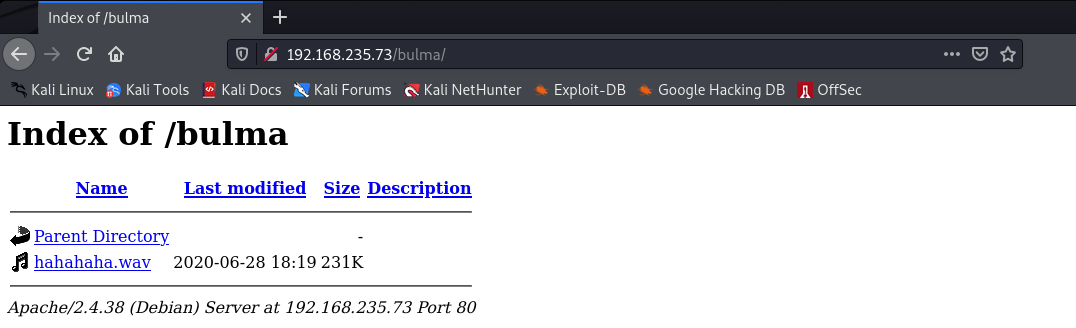 Index of /bulma
192.168.235.73/bulma/
Kali Linux Kali Tools Kali Docs Kali Forums Kali NetHunter Exploit-DB Google Hacking DB OffSec
Index of /bulma
Name Last modified Size Description
Parent Directory -
hahahaha.wav 2020-06-28 18:19 231K
Apache/2.4.38 (Debian) Server at 192.168.235.73 Port 80